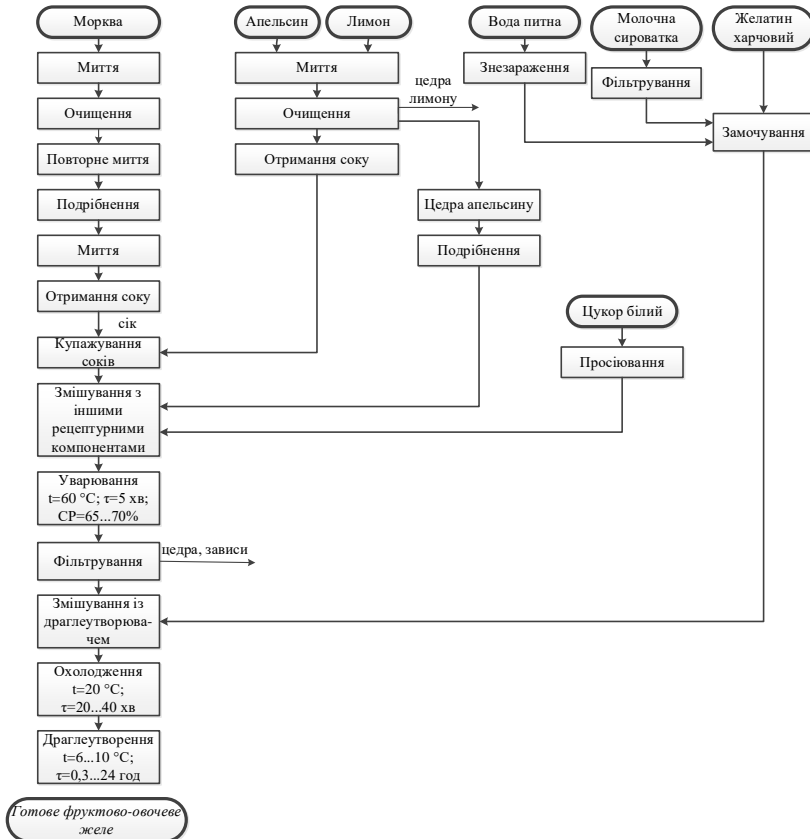 Морква
Апельсин
Лимон
Вода питна
Молочна
сироватка
Желатин
харчовий
Миття
Миття
Знезараження
Фільтрування
цедра
лимону
Очищення
Очищення
Замочування
Повторне миття
Отримання соку
Подрібнення
Цедра апельсину
Миття
Подрібнення
Отримання соку
сік
Цукор білий
Купажування
соків
Просіювання
Змішування з
іншими
рецептурними
компонентами
Уварювання
t=60 °C; τ=5 хв;
СР=65...70%
Фільтрування
цедра, зависи
Змішування із
драглеутворюва-
чем
Охолодження
t=20 °C;
τ=20...40 хв
Драглеутворення
t=6...10 °C;
τ=0,3...24 год
Готове фруктово-овочеве
желе